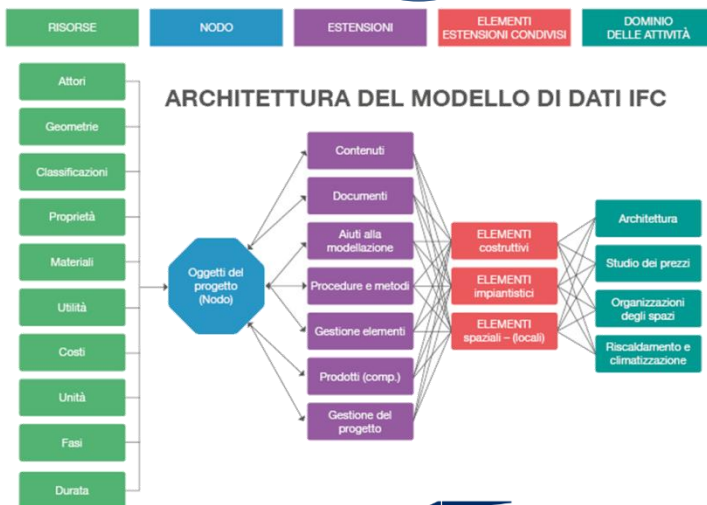 RISORSE
NODO
ESTENSIONI
ELEMENTI
ESTENSIONI CONDIVISI
DOMINIO
DELLE ATTIVITÀ
ARCHITETTURA DEL MODELLO DI DATI IFC
Attori
Geometrie
Classificazioni
Proprietà
Materiali
Utilità
Costi
Unità
Fasi
Durata
Oggetti del
progetto
(Nodo)
Contenuti
Documenti
Aiuti alla
modellazione
Procedure e metodi
Gestione elementi
Prodotti (comp.)
Gestione del
progetto
ELEMENTI
costruttivi
ELEMENTI
impiantistici
ELEMENTI
spaziali – (locali)
Architettura
Studio dei prezzi
Organizzazioni
degli spazi
Riscaldamento e
climatizzazione